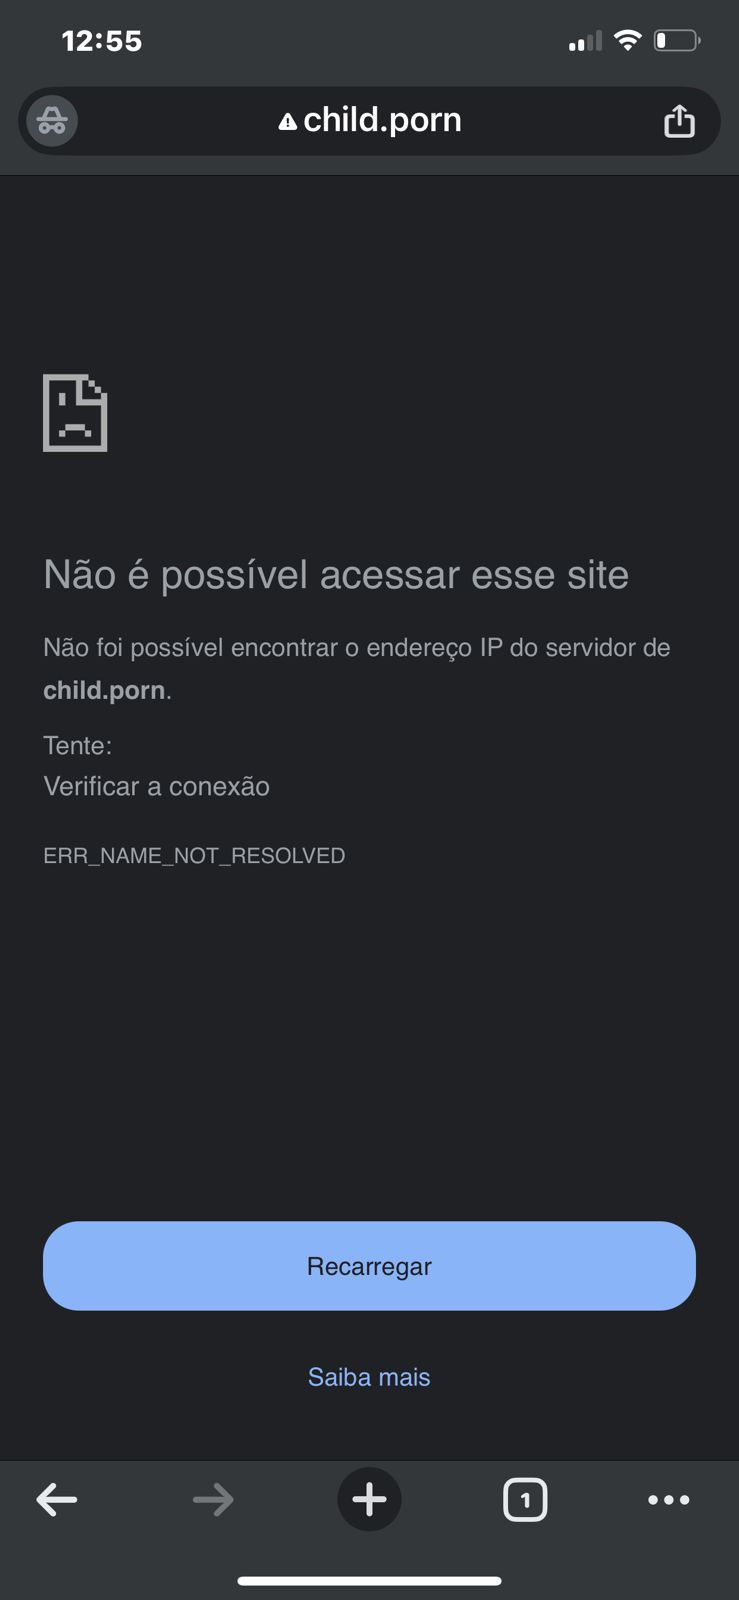 12:55
child.porn
Não é possível acessar esse site
Não foi possível encontrar o endereço IP do servidor de
child.porn.
Tente:
Verificar a conexão
ERR_NAME_NOT_RESOLVED
Recarregar
Saiba mais
1